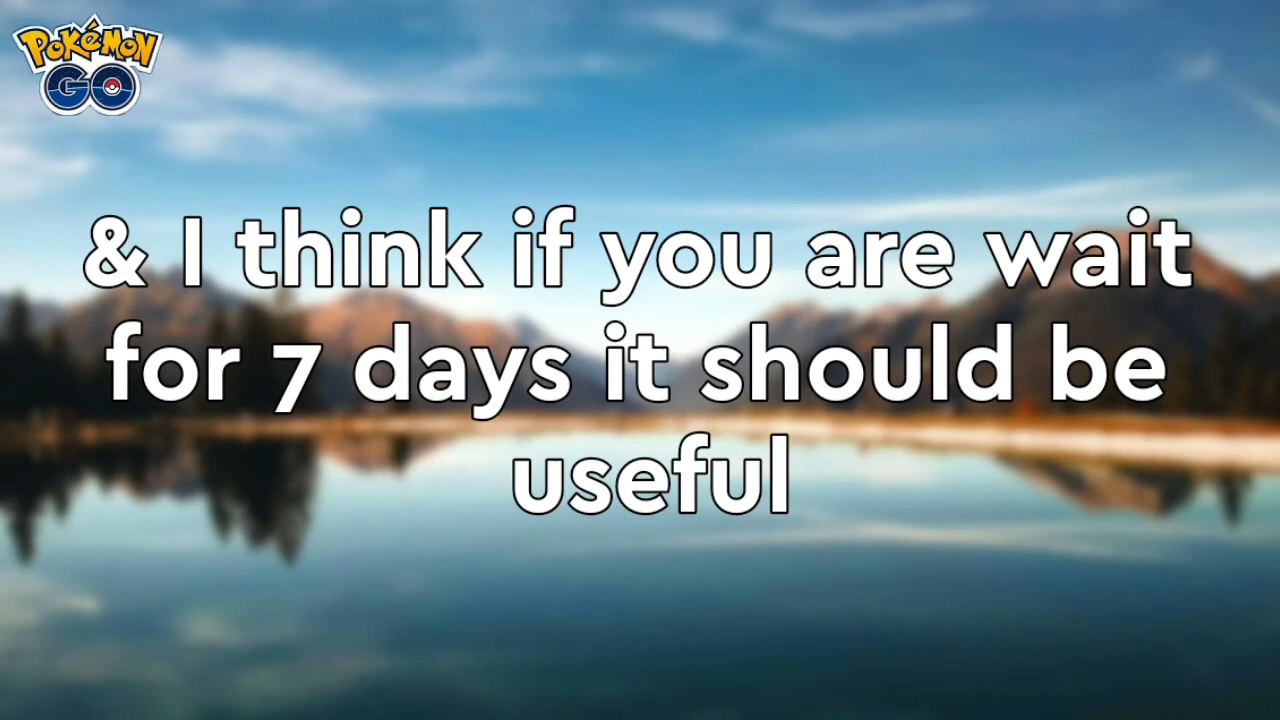 POKéMON
GO
& I think if you are wait
for 7 days it should be
useful